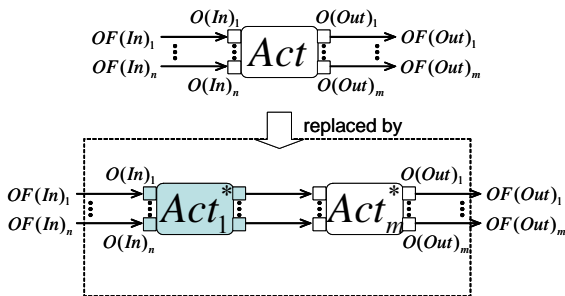 O(In)₁ O(Out)₁
OF(In)₁ Act OF(Out)₁
OF(In)ₙ OF(Out)ₘ
O(In)ₙ O(Out)ₘ
replaced by
O(In)₁ O(Out)₁
OF(In)₁ Act₁* Actₘ* OF(Out)₁
OF(In)ₙ OF(Out)ₘ
O(In)ₙ O(Out)ₘ